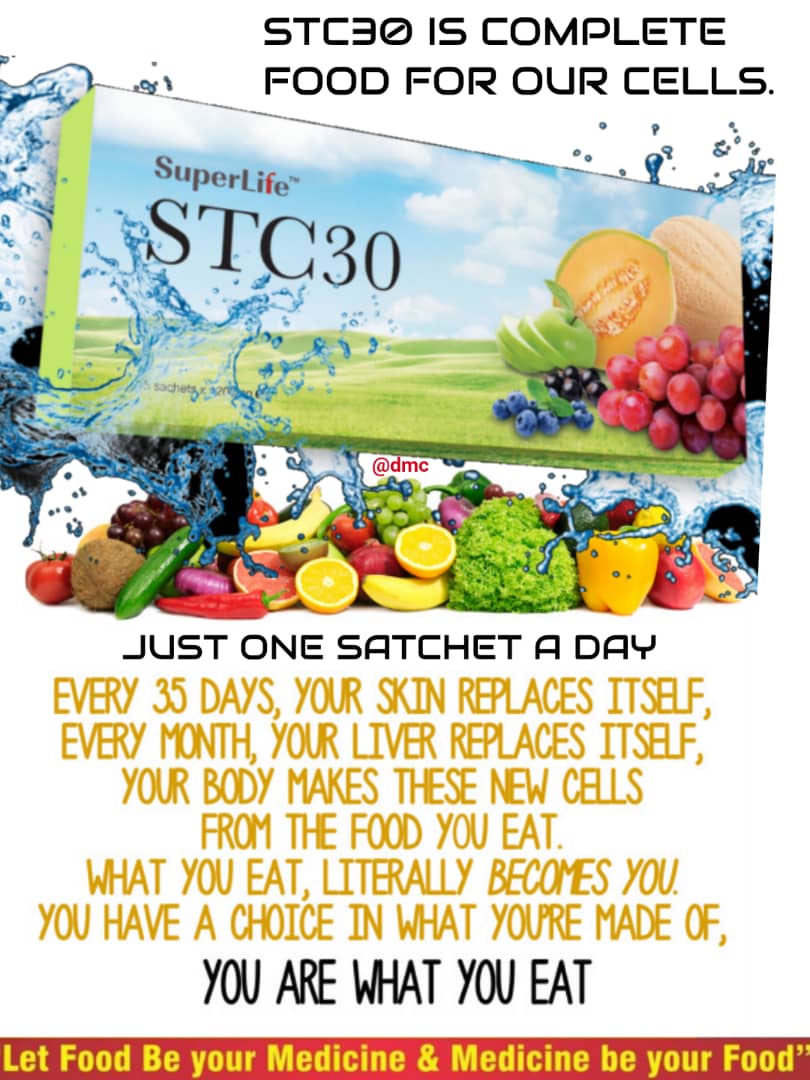 STC30 IS COMPLETE
FOOD FOR OUR CELLS.
SuperLife™
STC30
sachets x
@dmc
JUST ONE SATCHET A DAY
EVERY 35 DAYS, YOUR SKIN REPLACES ITSELF,
EVERY MONTH, YOUR LIVER REPLACES ITSELF,
YOUR BODY MAKES THESE NEW CELLS
FROM THE FOOD YOU EAT.
WHAT YOU EAT, LITERALLY BECOMES YOU.
YOU HAVE A CHOICE IN WHAT YOU'RE MADE OF,
YOU ARE WHAT YOU EAT
"Let Food Be your Medicine & Medicine be your Food"